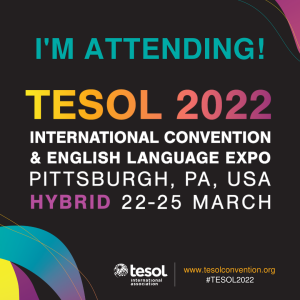 I'M ATTENDING!
TESOL 2022
INTERNATIONAL CONVENTION
& ENGLISH LANGUAGE EXPO
PITTSBURGH, PA, USA
HYBRID 22-25 MARCH
tesol
international
association
www.tesolconvention.org
#TESOL2022